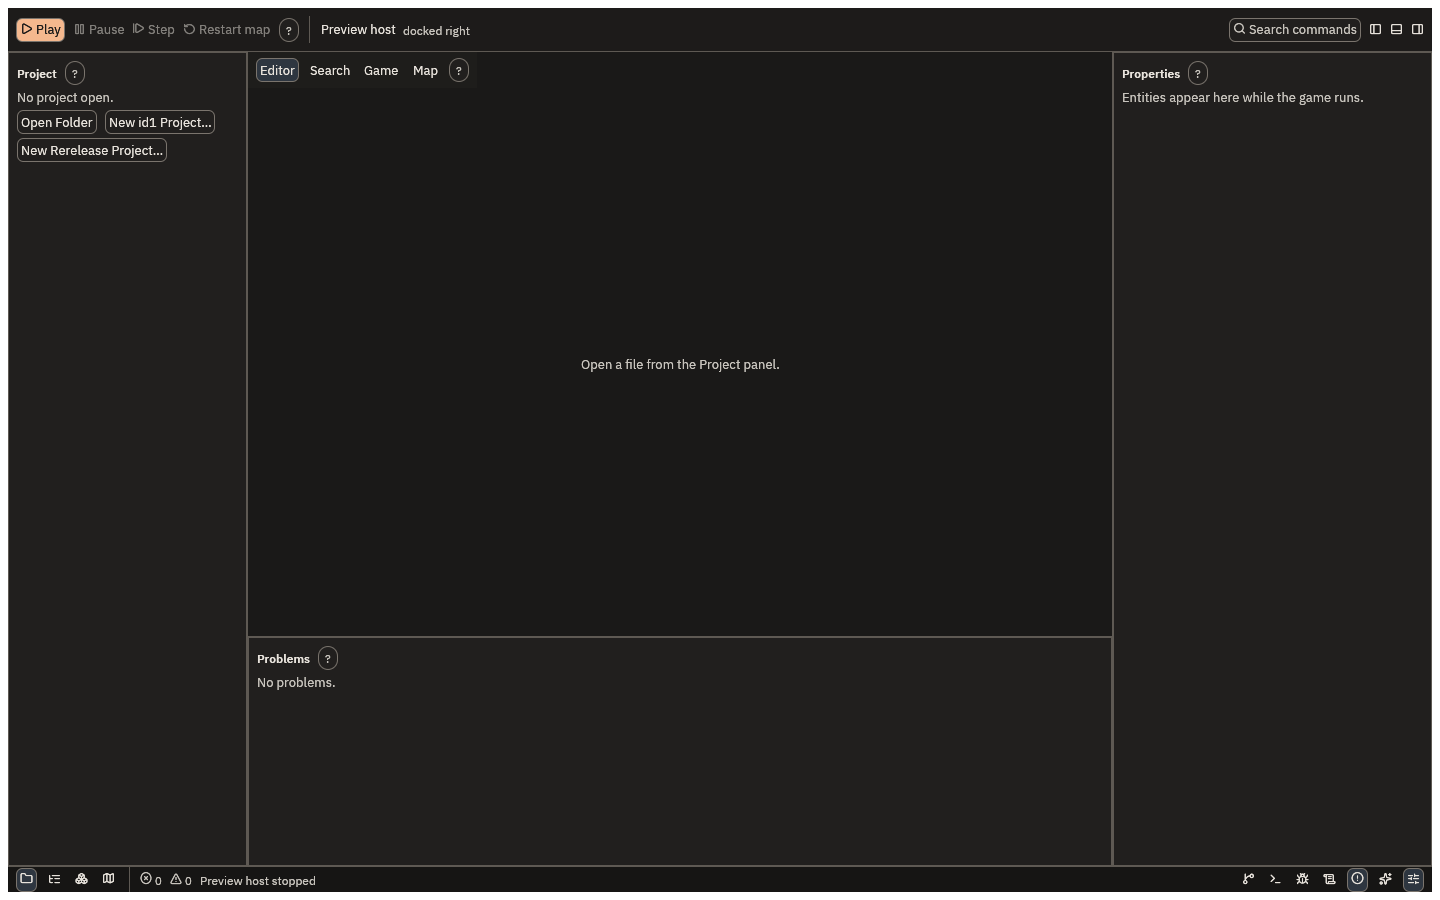 Play Pause Step Restart map ? Preview host docked right Search commands
Project ?
No project open.
Open Folder New id1 Project...
New Rerelease Project...
Editor Search Game Map ?
Open a file from the Project panel.
Problems ?
No problems.
Properties ?
Entities appear here while the game runs.
0 0 Preview host stopped